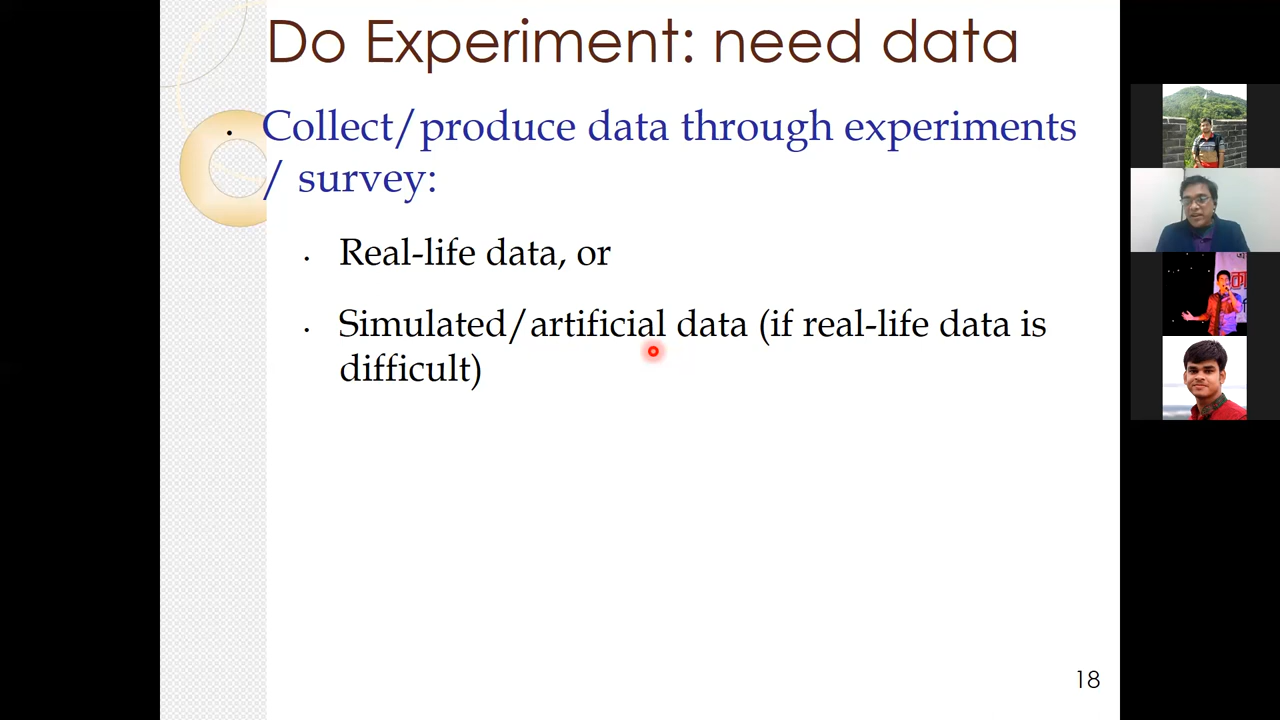 Do Experiment: need data
• Collect/produce data through experiments
/ survey:
• Real-life data, or
• Simulated/artificial data (if real-life data is
difficult)
18